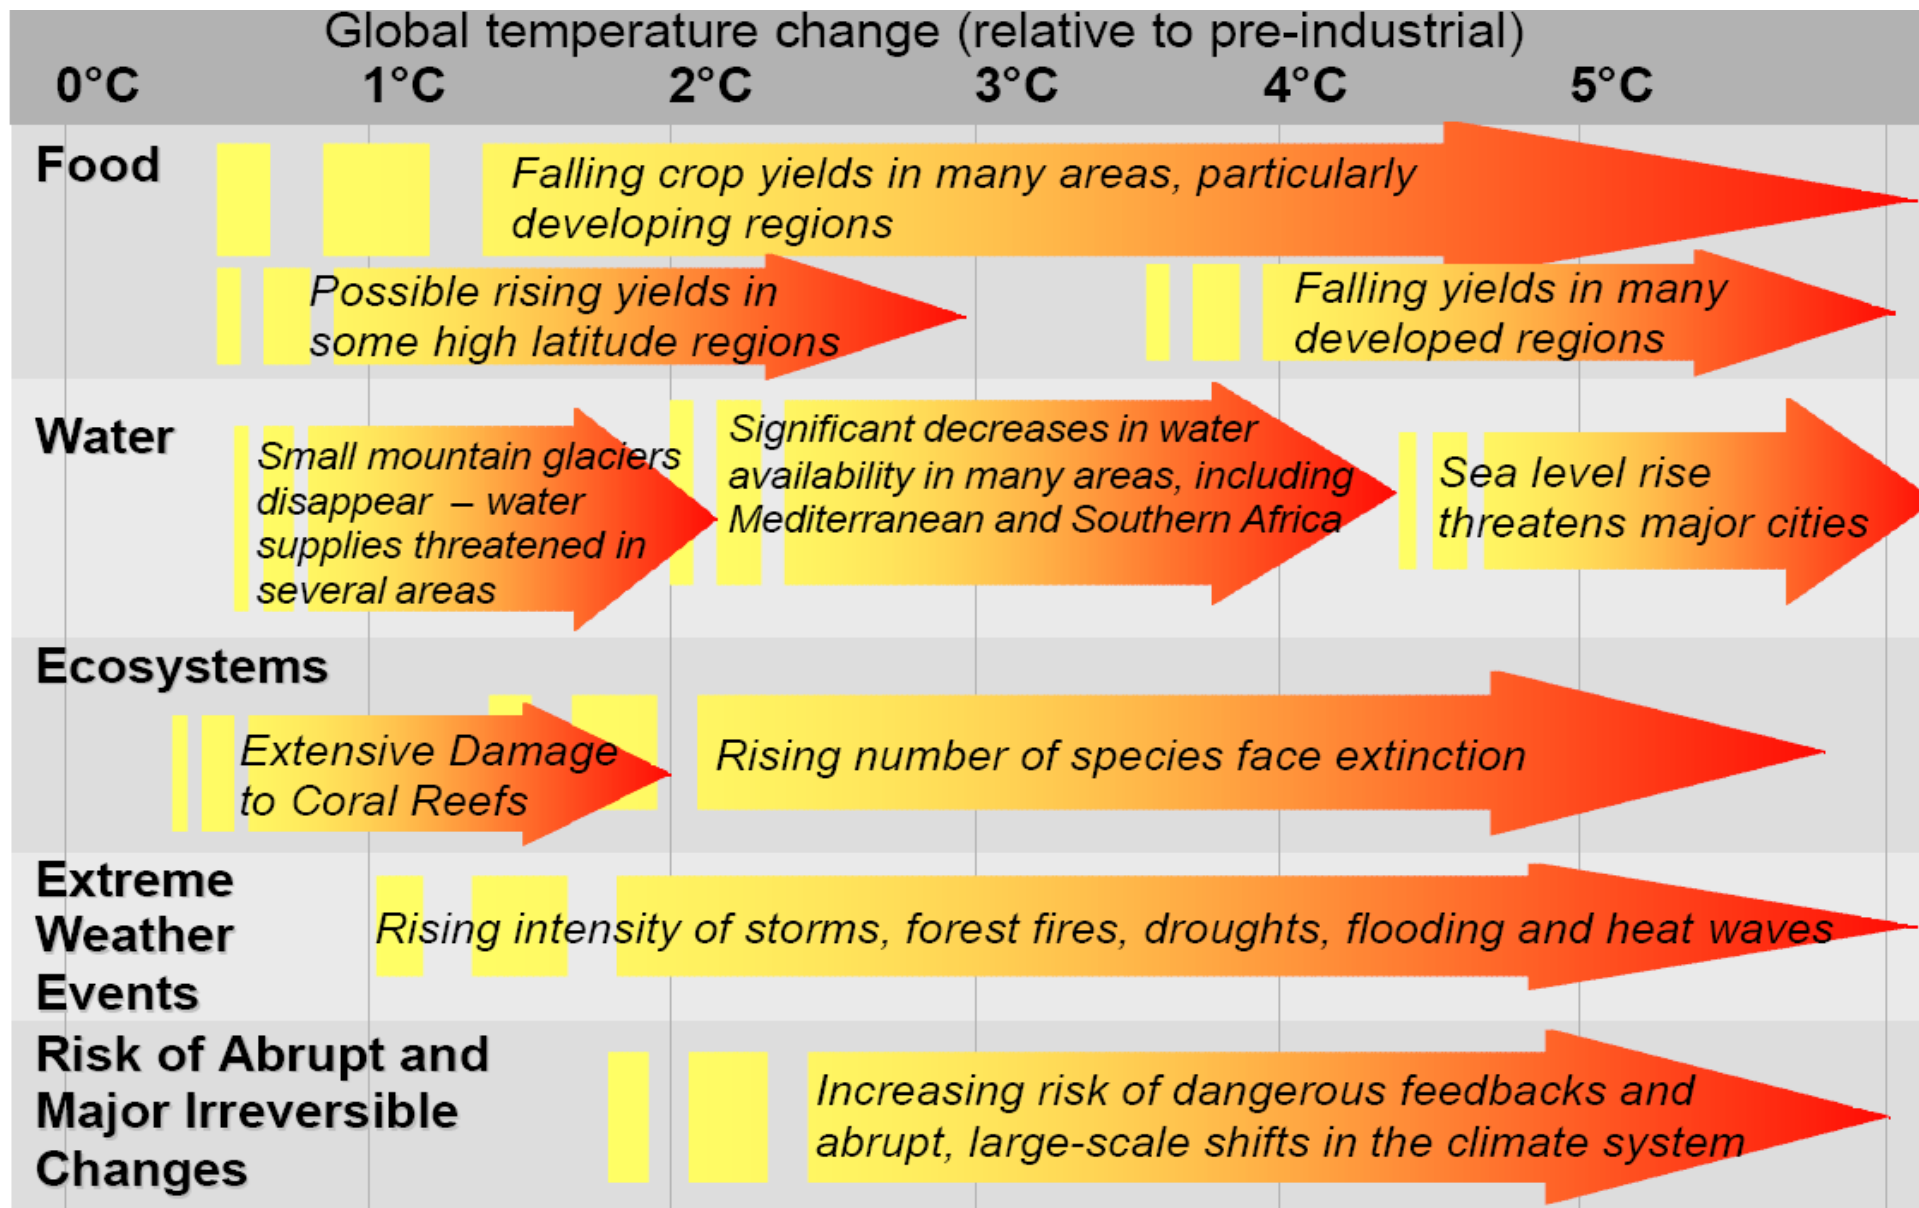 Global temperature change (relative to pre-industrial)
0°C 1°C 2°C 3°C 4°C 5°C
Food
Falling crop yields in many areas, particularly
developing regions
Possible rising yields in
some high latitude regions
Falling yields in many
developed regions
Water
Small mountain glaciers
disappear – water
supplies threatened in
several areas
Significant decreases in water
availability in many areas, including
Mediterranean and Southern Africa
Sea level rise
threatens major cities
Ecosystems
Extensive Damage
to Coral Reefs
Rising number of species face extinction
Extreme
Weather
Events
Rising intensity of storms, forest fires, droughts, flooding and heat waves
Risk of Abrupt and
Major Irreversible
Changes
Increasing risk of dangerous feedbacks and
abrupt, large-scale shifts in the climate system